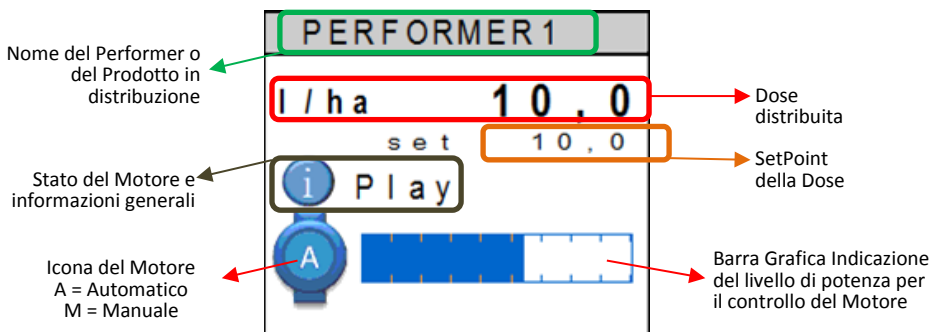 PERFORMER1
Nome del Performer o
del Prodotto in
distribuzione
l/ha 10,0
Dose
distribuita
set 10,0
SetPoint
della Dose
Stato del Motore e
informazioni generali
i Play
Icona del Motore
A = Automatico
M = Manuale
A
Barra Grafica Indicazione
del livello di potenza per
il controllo del Motore